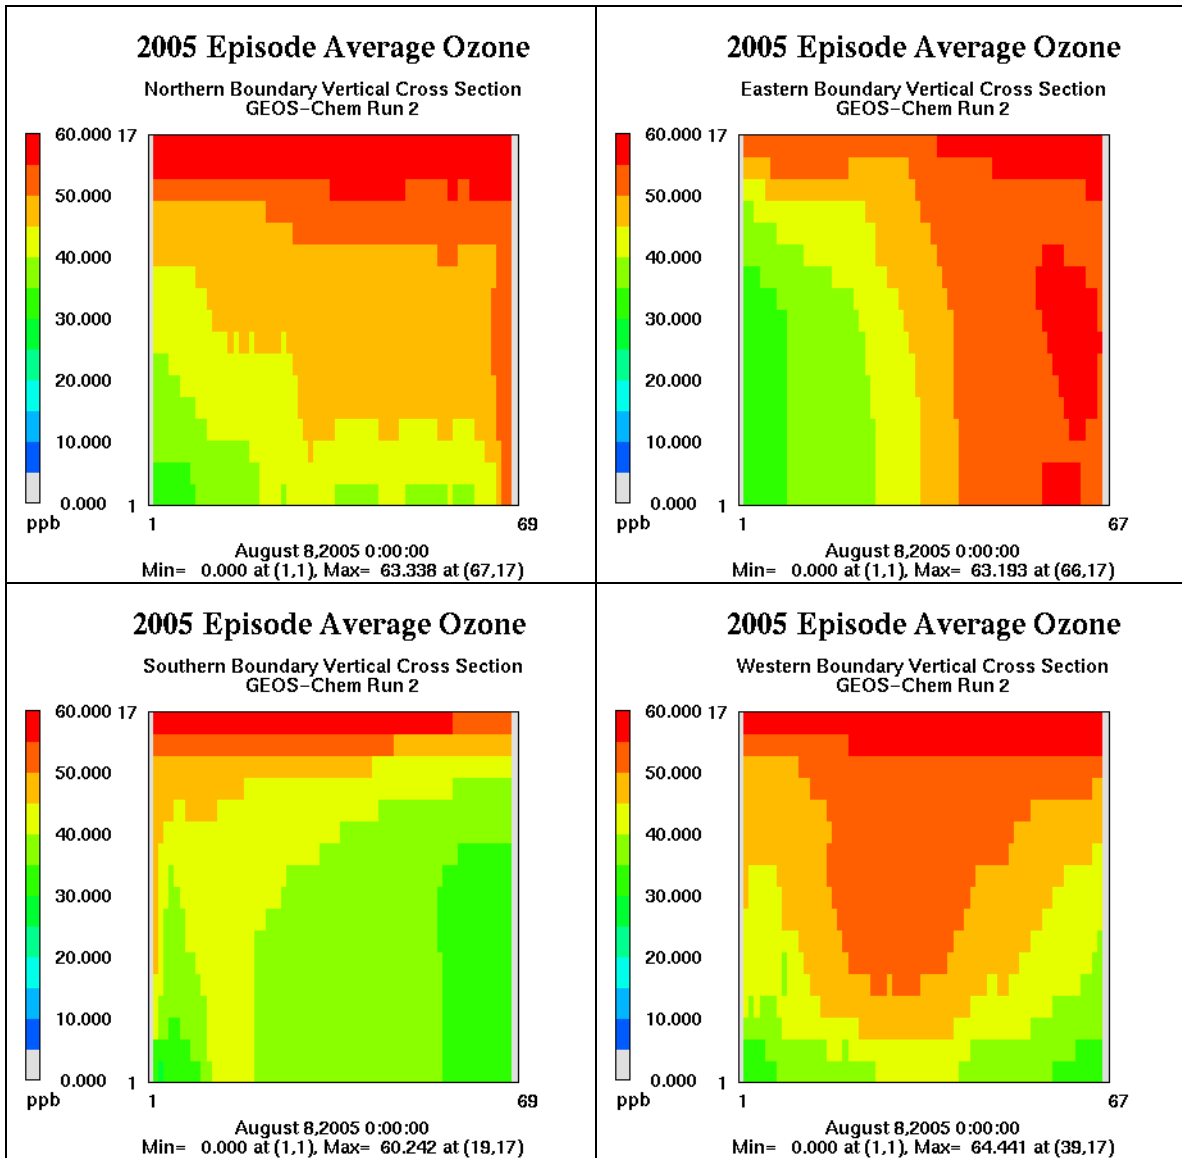 2005 Episode Average Ozone
Northern Boundary Vertical Cross Section
GEOS−Chem Run 2
60.000
50.000
40.000
30.000
20.000
10.000
0.000
ppb
17
1
1
69
August 8,2005 0:00:00
Min= 0.000 at (1,1), Max= 63.338 at (67,17)
2005 Episode Average Ozone
Eastern Boundary Vertical Cross Section
GEOS−Chem Run 2
60.000
50.000
40.000
30.000
20.000
10.000
0.000
ppb
17
1
1
67
August 8,2005 0:00:00
Min= 0.000 at (1,1), Max= 63.193 at (66,17)
2005 Episode Average Ozone
Southern Boundary Vertical Cross Section
GEOS−Chem Run 2
60.000
50.000
40.000
30.000
20.000
10.000
0.000
ppb
17
1
1
69
August 8,2005 0:00:00
Min= 0.000 at (1,1), Max= 60.242 at (19,17)
2005 Episode Average Ozone
Western Boundary Vertical Cross Section
GEOS−Chem Run 2
60.000
50.000
40.000
30.000
20.000
10.000
0.000
ppb
17
1
1
67
August 8,2005 0:00:00
Min= 0.000 at (1,1), Max= 64.441 at (39,17)